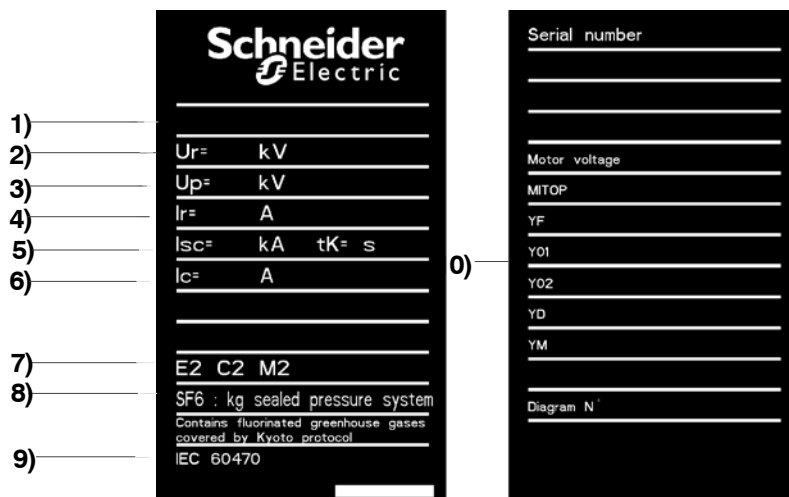 Schneider
Electric
1)
2) Ur= kV
3) Up= kV
4) Ir= A
5) Isc= kA tK= s
6) Ic= A
7) E2 C2 M2
8) SF6 : kg sealed pressure system
Contains fluorinated greenhouse gases
covered by Kyoto protocol
9) IEC 60470
0)
Serial number
Motor voltage
MITOP
YF
Y01
Y02
YD
YM
Diagram N°